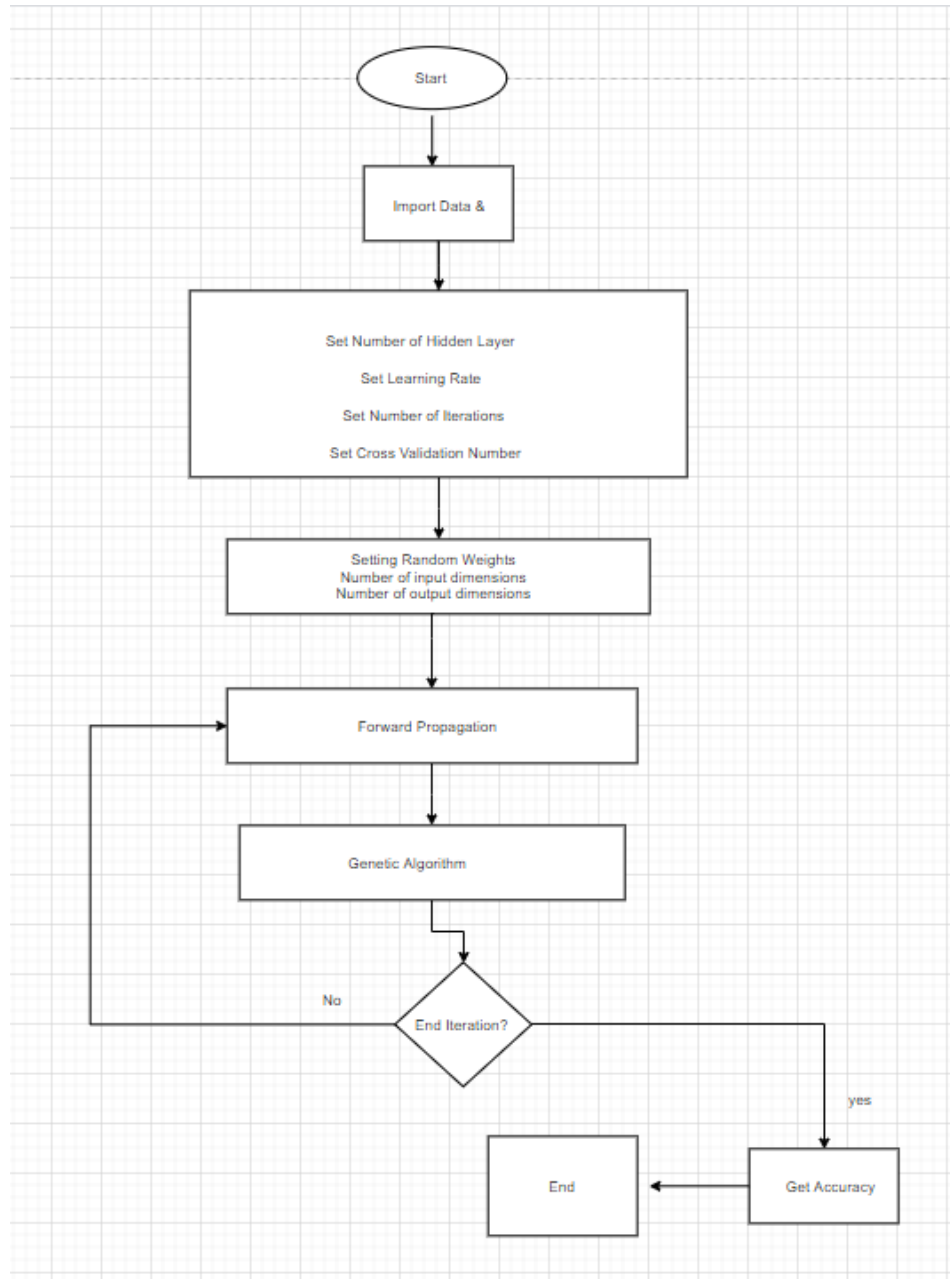 Start
Import Data &
Set Number of Hidden Layer
Set Learning Rate
Set Number of Iterations
Set Cross Validation Number
Setting Random Weights
Number of input dimensions
Number of output dimensions
Forward Propagation
Genetic Algorithm
No
End Iteration?
yes
End
Get Accuracy